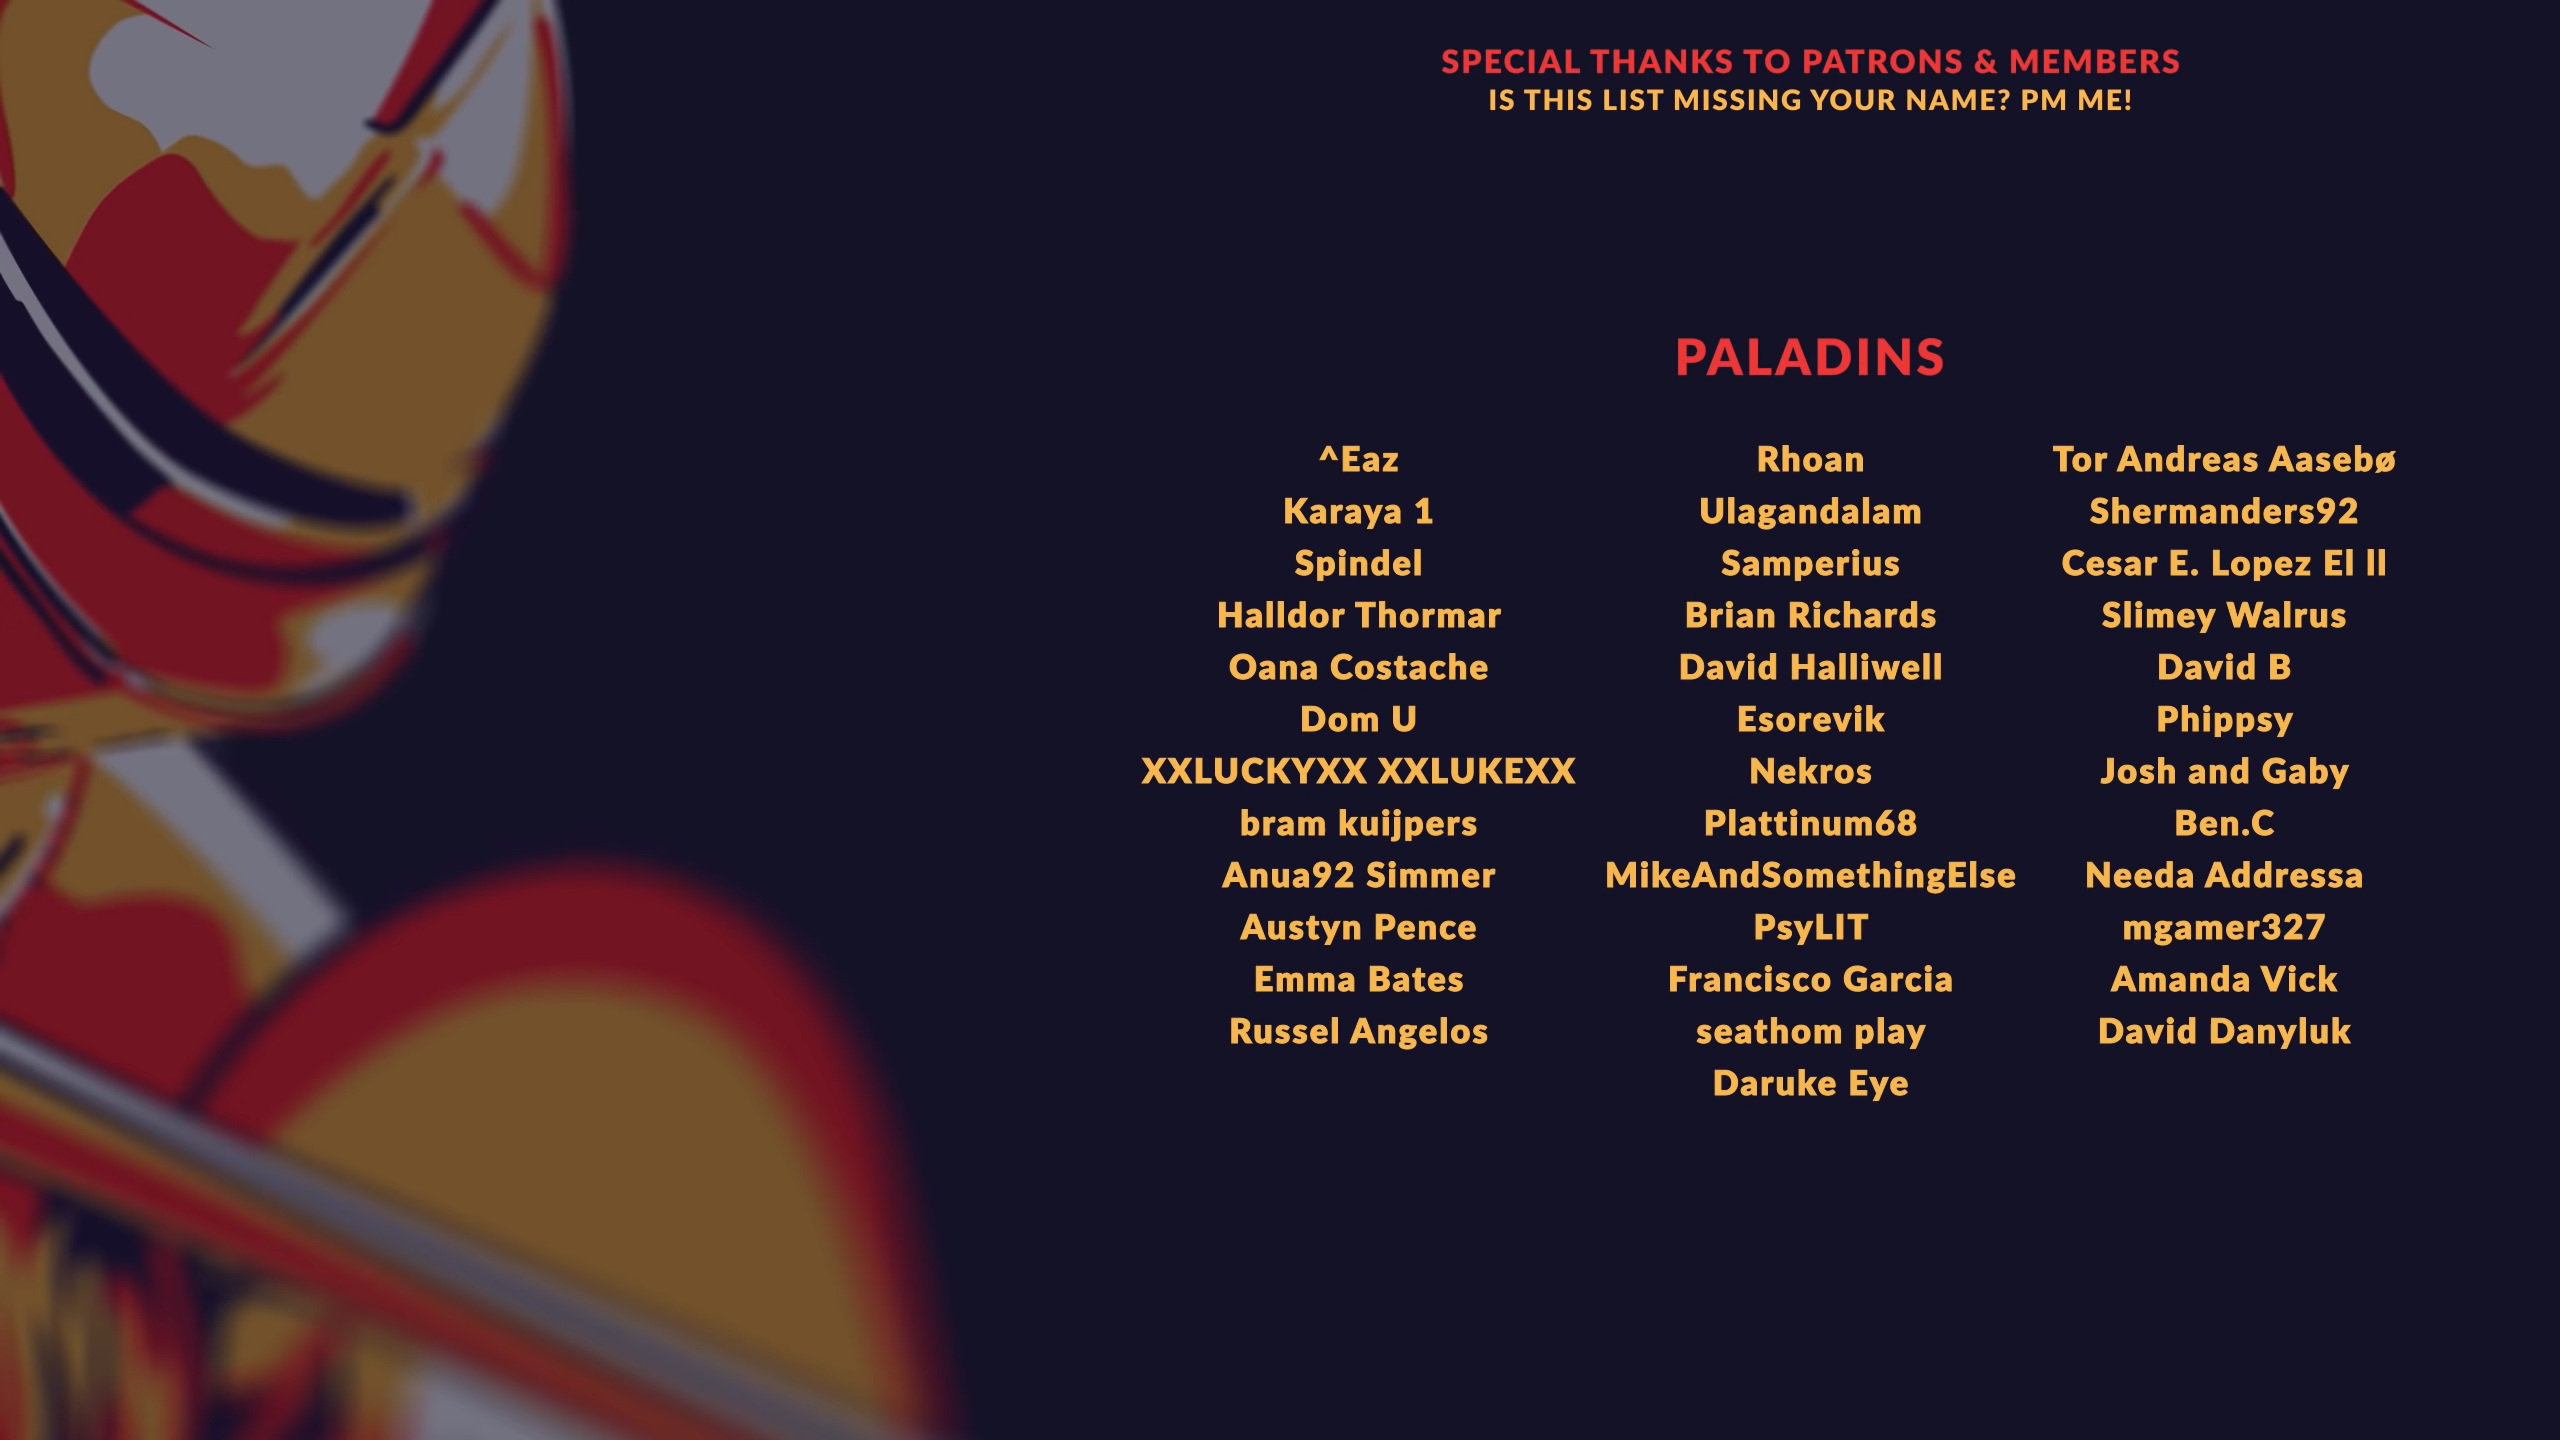 SPECIAL THANKS TO PATRONS & MEMBERS
IS THIS LIST MISSING YOUR NAME? PM ME!
PALADINS
^Eaz
Karaya 1
Spindel
Halldor Thormar
Oana Costache
Dom U
XXLUCKYXX XXLUKEXX
bram kuijpers
Anua92 Simmer
Austyn Pence
Emma Bates
Russel Angelos
Rhoan
Ulagandalam
Samperius
Brian Richards
David Halliwell
Esorevik
Nekros
Plattinum68
MikeAndSomethingElse
PsyLIT
Francisco Garcia
seathom play
Daruke Eye
Tor Andreas Aasebø
Shermanders92
Cesar E. Lopez El ll
Slimey Walrus
David B
Phippsy
Josh and Gaby
Ben.C
Needa Addressa
mgamer327
Amanda Vick
David Danyluk